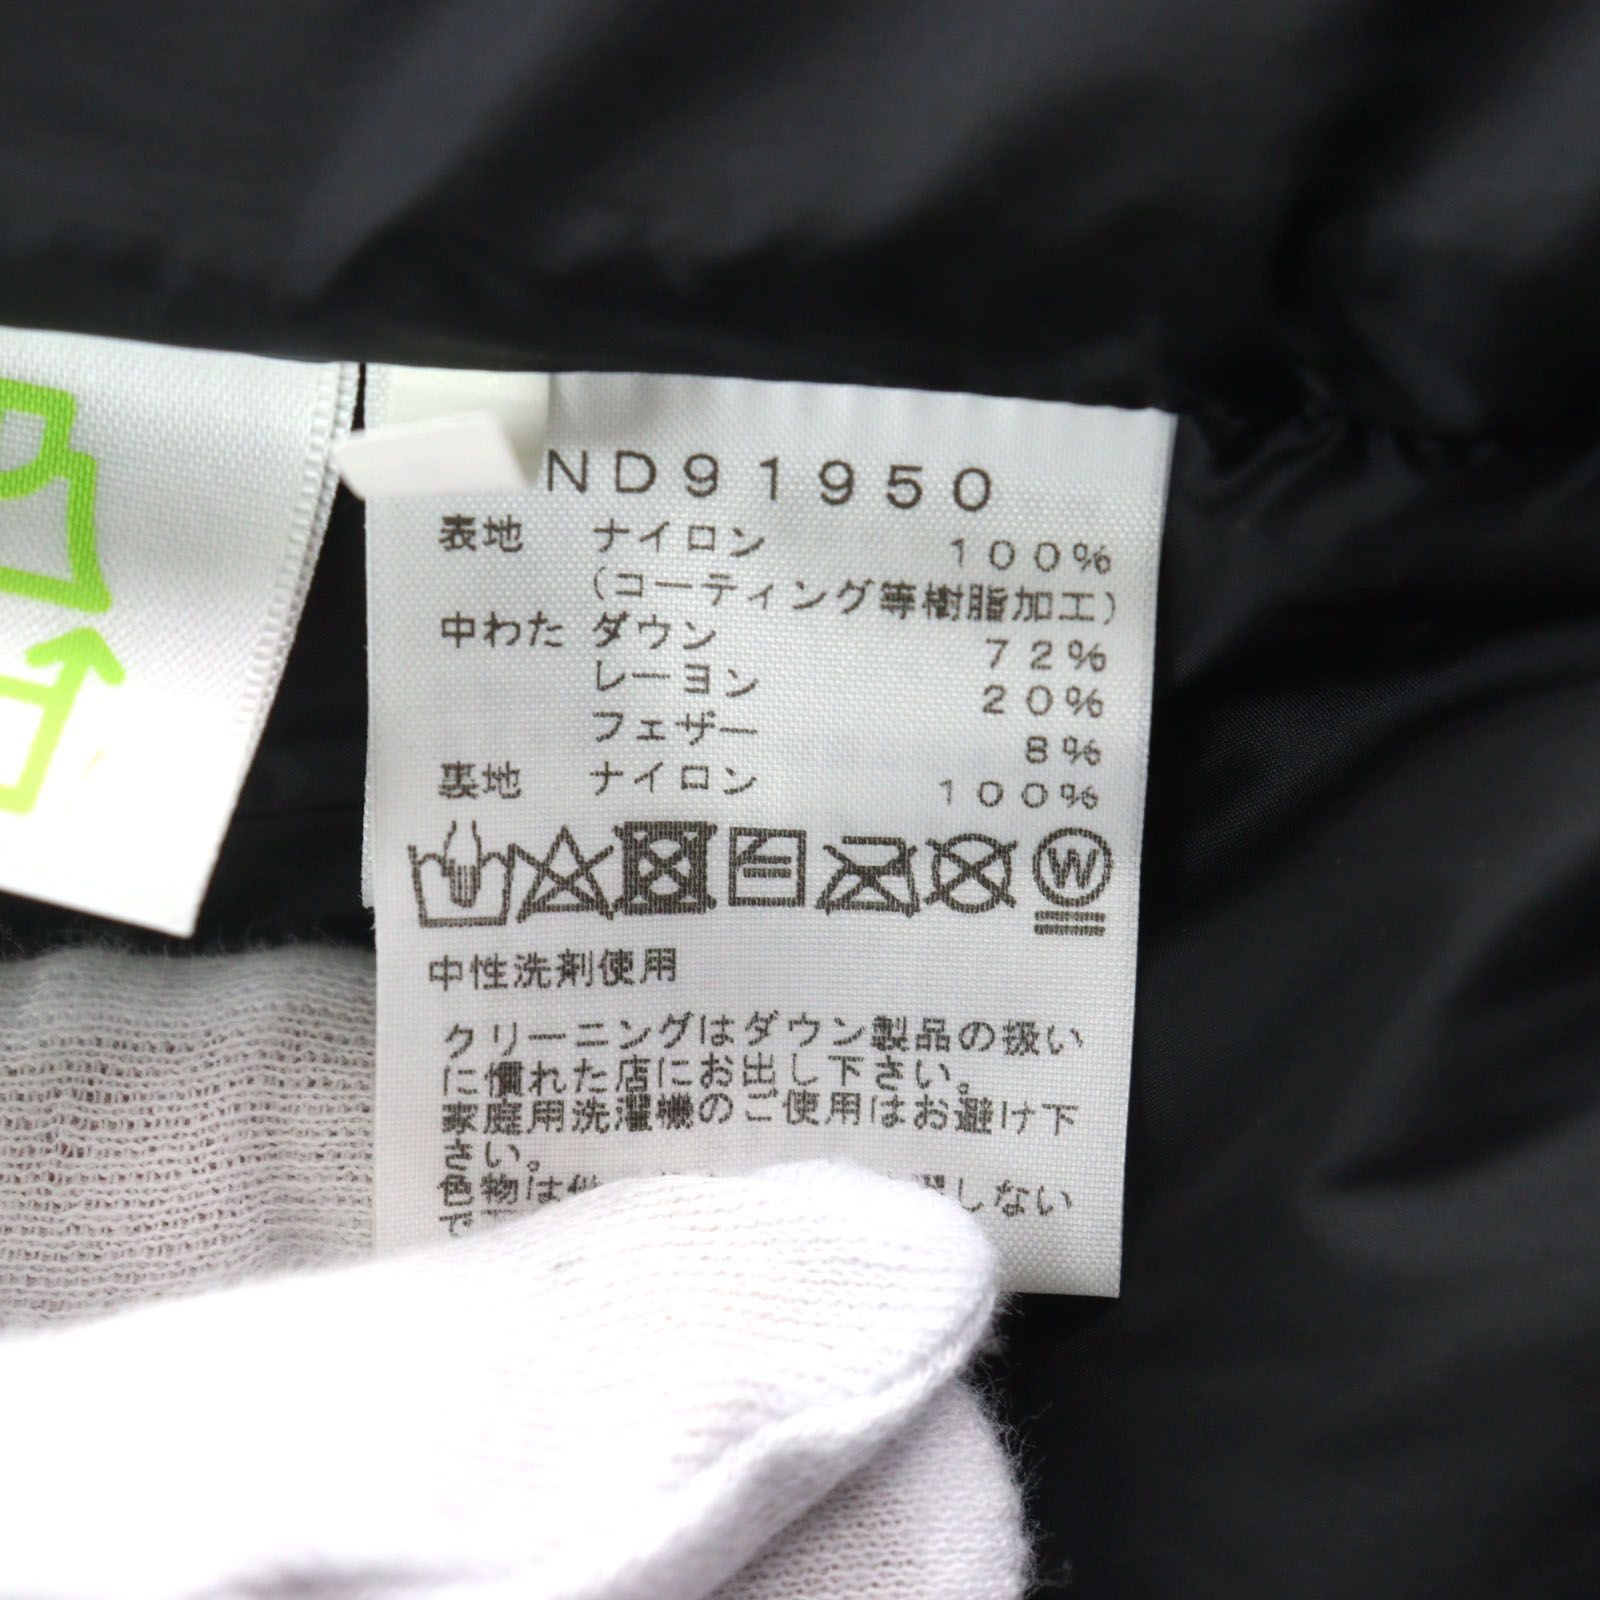 ND91950
表地 ナイロン 100%
(コーティング等樹脂加工)
中わた ダウン 72%
レーヨン 20%
フェザー 8%
裏地 ナイロン 100%
W
中性洗剤使用
クリーニングはダウン製品の扱い
に慣れた店にお出し下さい。
家庭用洗濯機のご使用はお避け下
さい。
色物は しない
で